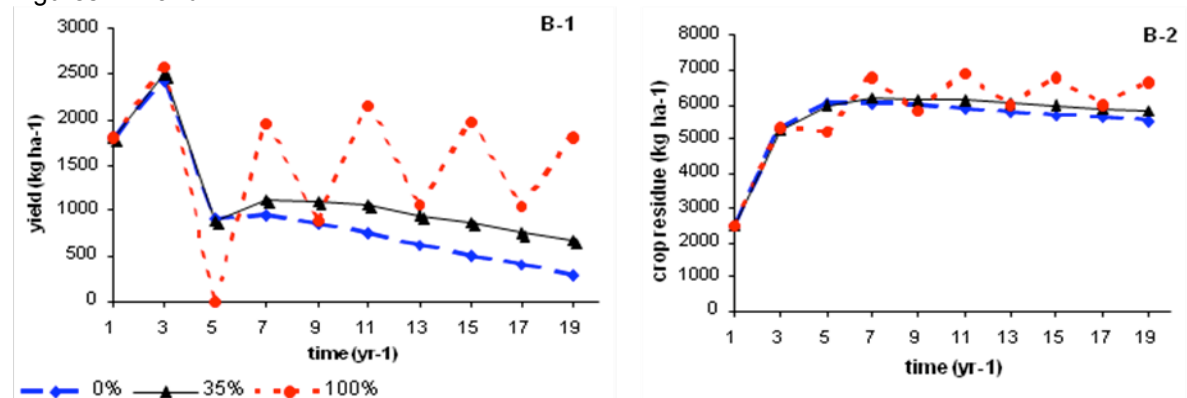 B-1
yield (kg ha-1)
3000
2500
2000
1500
1000
500
0
1 3 5 7 9 11 13 15 17 19
time (yr-1)
0% 35% 100%
B-2
crop residue (kg ha-1)
8000
7000
6000
5000
4000
3000
2000
1000
0
1 3 5 7 9 11 13 15 17 19
time (yr-1)